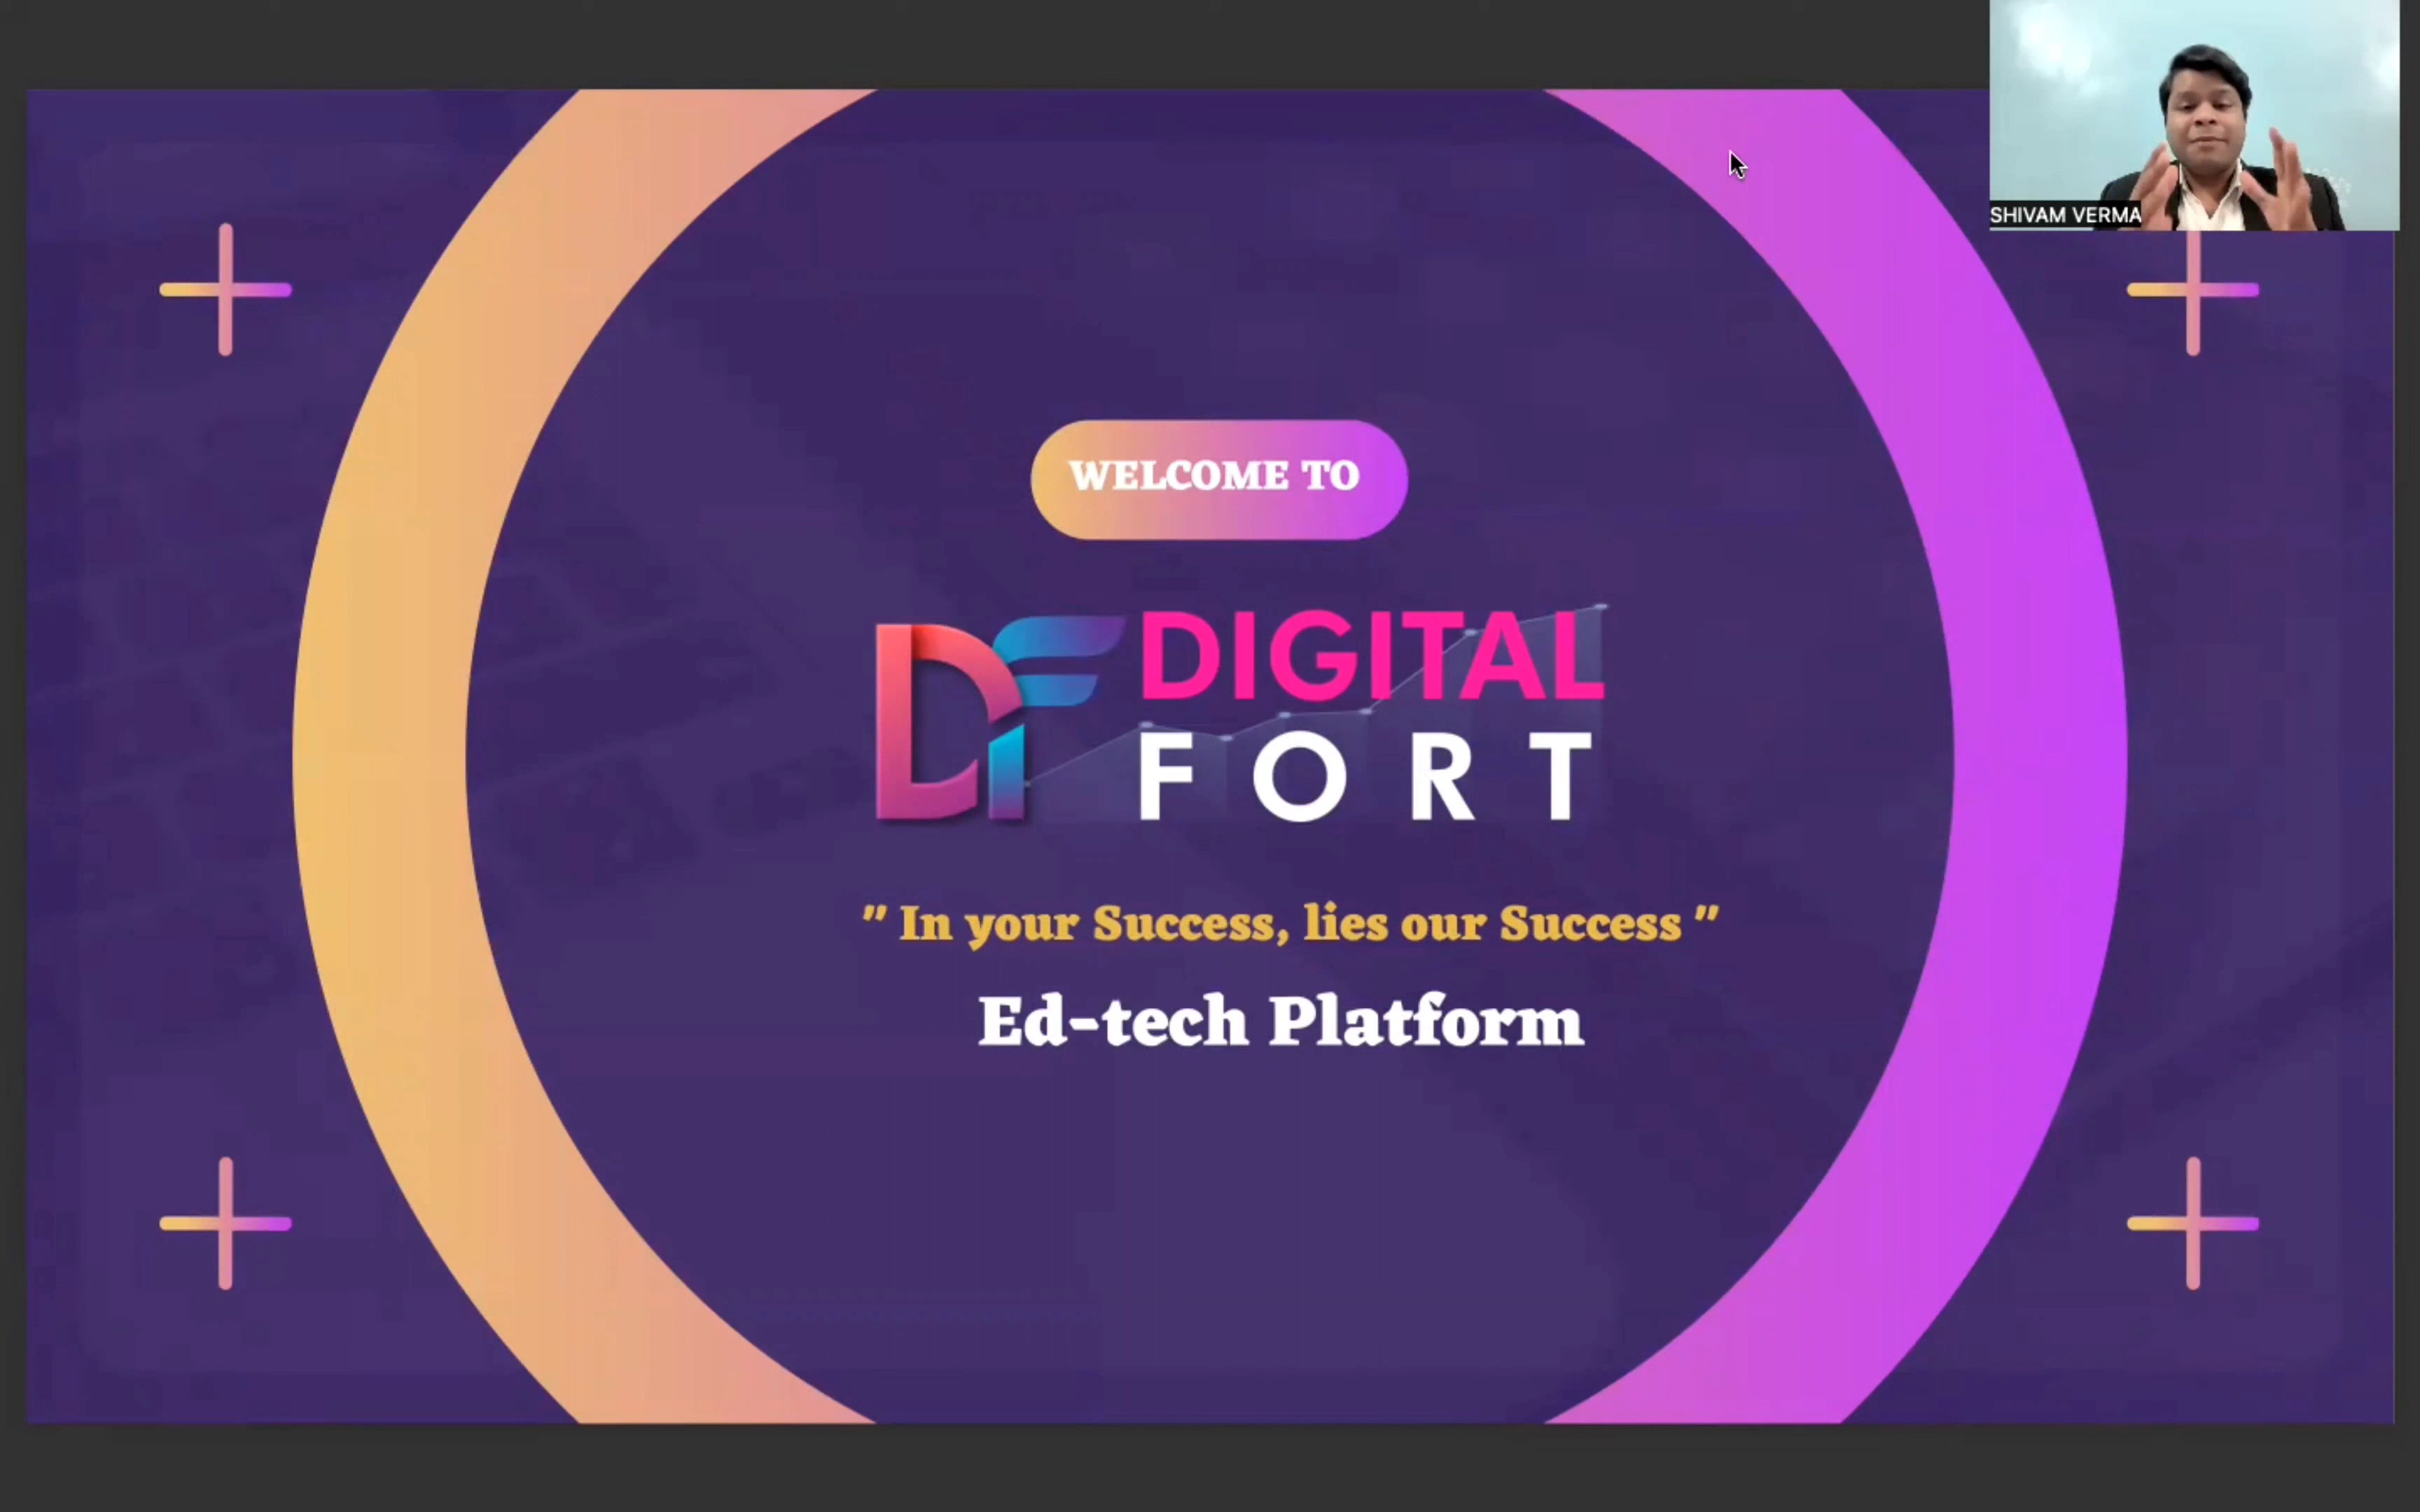 SHIVAM VERMA
WELCOME TO
DF DIGITAL
FORT
" In your Success, lies our Success "
Ed-tech Platform